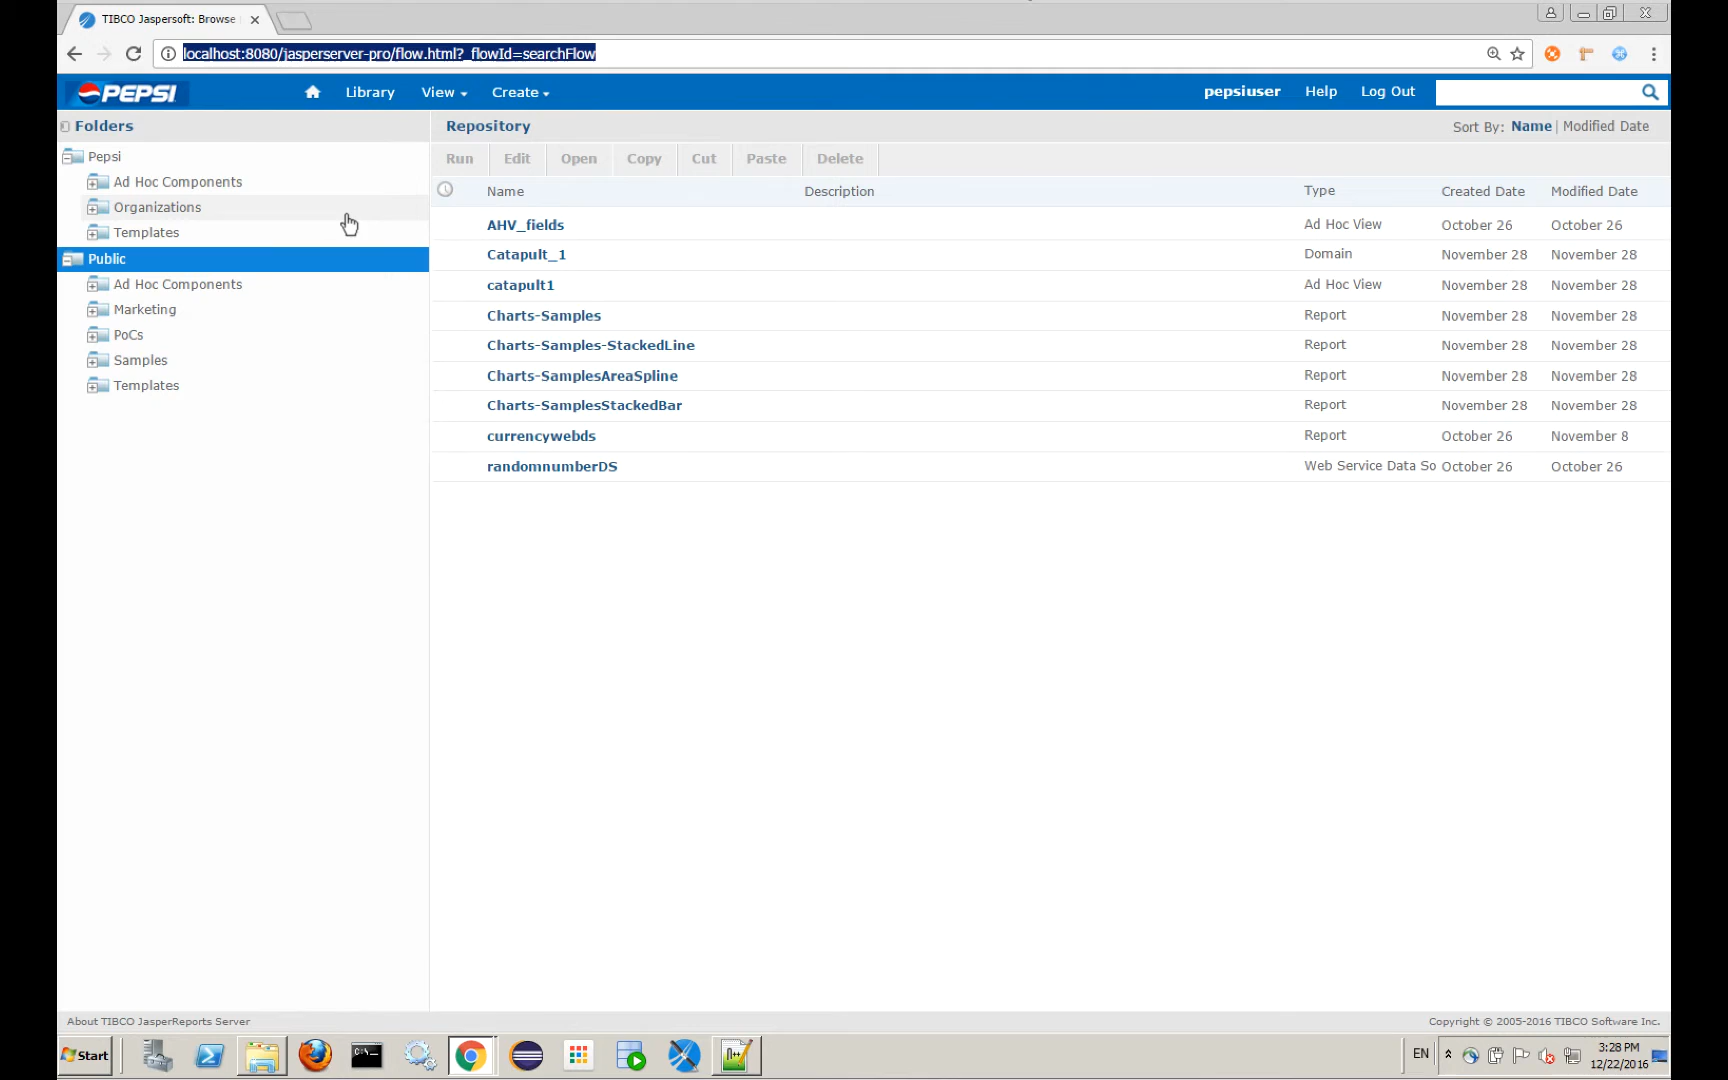 TIBCO Jaspersoft: Browse
localhost:8080/jasperserver-pro/flow.html?_flowId=searchFlow
PEPSI Library View Create pepsiuser Help Log Out
Folders
Pepsi
Ad Hoc Components
Organizations
Templates
Public
Ad Hoc Components
Marketing
PoCs
Samples
Templates
Repository Sort By: Name | Modified Date
Run Edit Open Copy Cut Paste Delete
Name Description Type Created Date Modified Date
AHV_fields Ad Hoc View October 26 October 26
Catapult_1 Domain November 28 November 28
catapult1 Ad Hoc View November 28 November 28
Charts-Samples Report November 28 November 28
Charts-Samples-StackedLine Report November 28 November 28
Charts-SamplesAreaSpline Report November 28 November 28
Charts-SamplesStackedBar Report November 28 November 28
currencywebds Report October 26 November 8
randomnumberDS Web Service Data So October 26 October 26
About TIBCO JasperReports Server Copyright © 2005-2016 TIBCO Software Inc.
Start EN 3:28 PM
12/22/2016